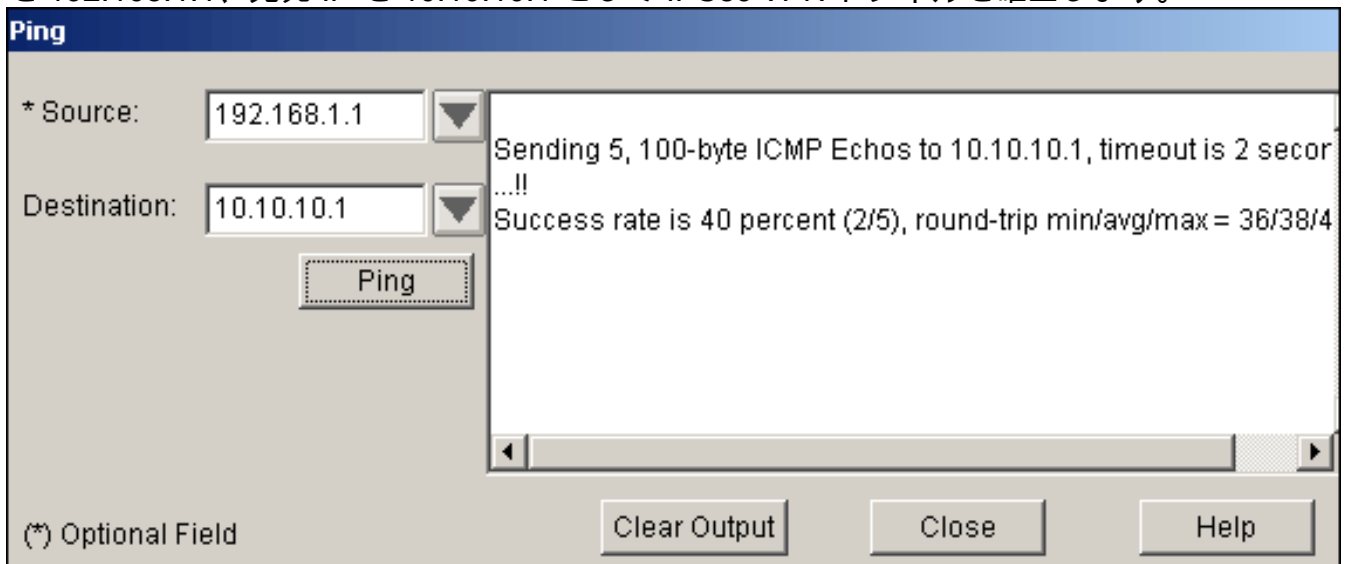 Ping
* Source:
192.168.1.1
Destination:
10.10.10.1
Ping
Sending 5, 100-byte ICMP Echos to 10.10.10.1, timeout is 2
...!!
Success rate is 40 percent (2/5), round-trip min/avg/max = 36/38/4
(*) Optional Field
Clear Output
Close
Help